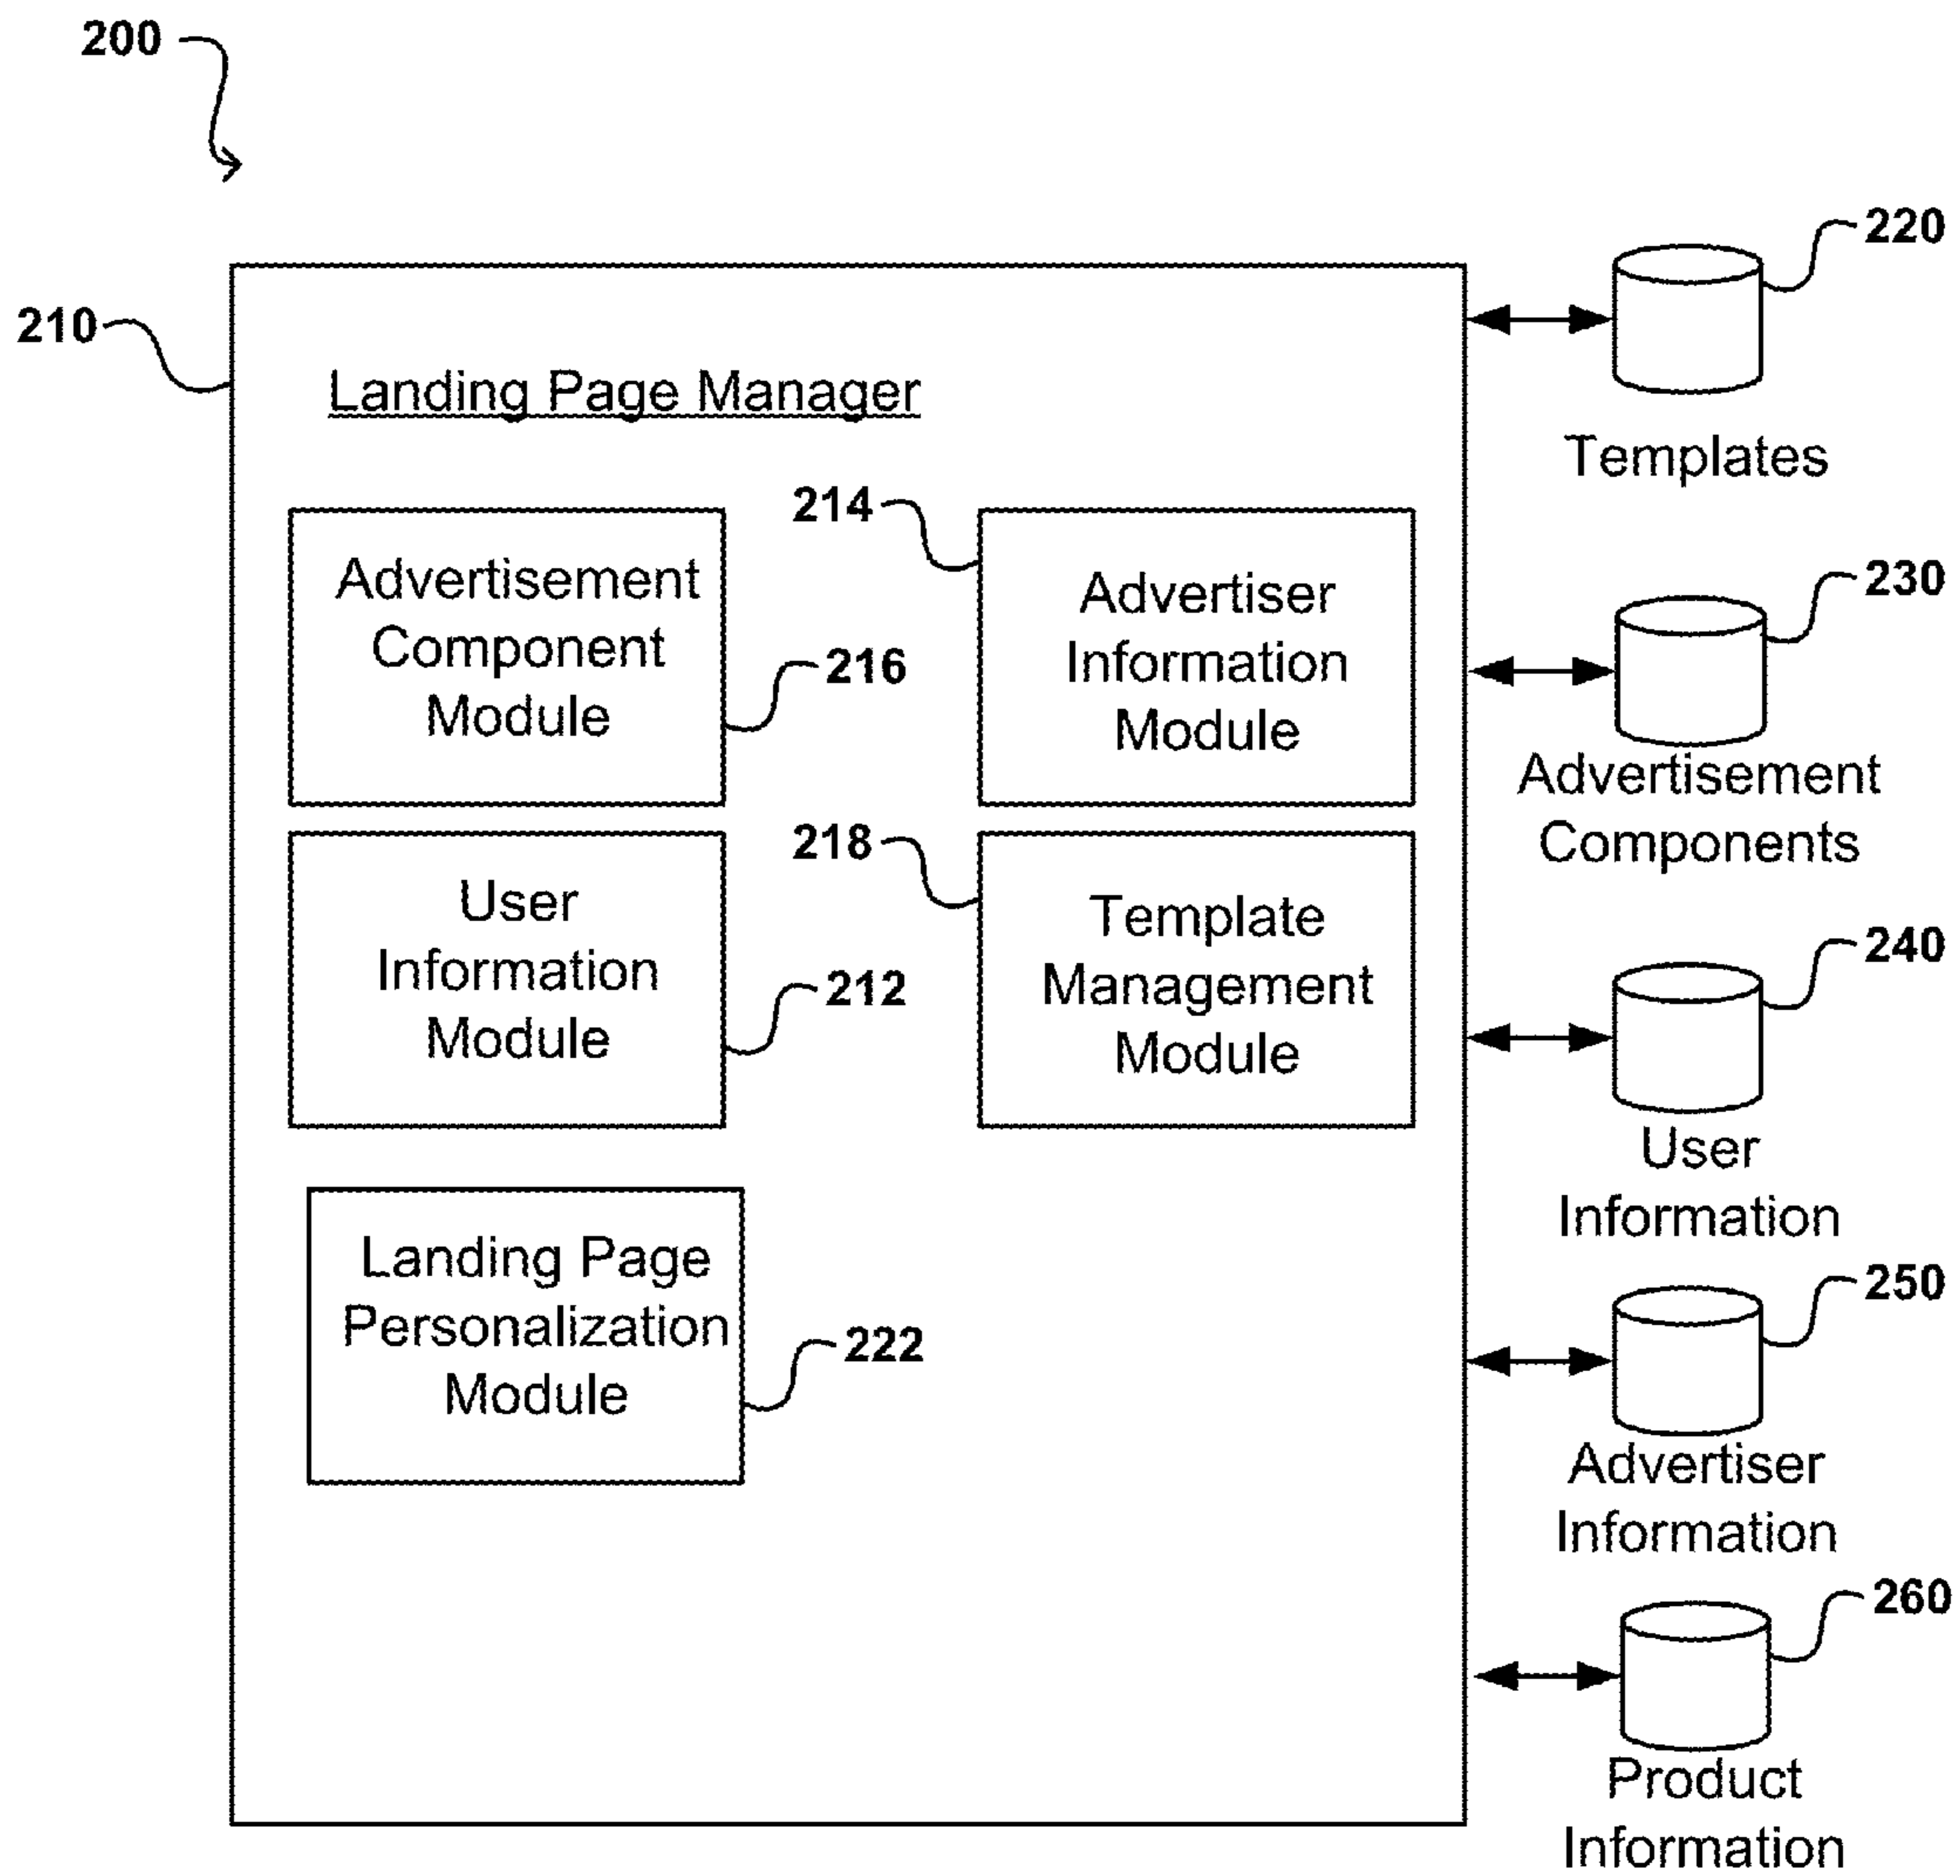 200
210
Landing Page Manager
Advertisement
Component
Module
216
214
Advertiser
Information
Module
User
Information
Module
212
218
Template
Management
Module
Landing Page
Personalization
Module
222
220
Templates
230
Advertisement
Components
240
User
Information
250
Advertiser
Information
260
Product
Information